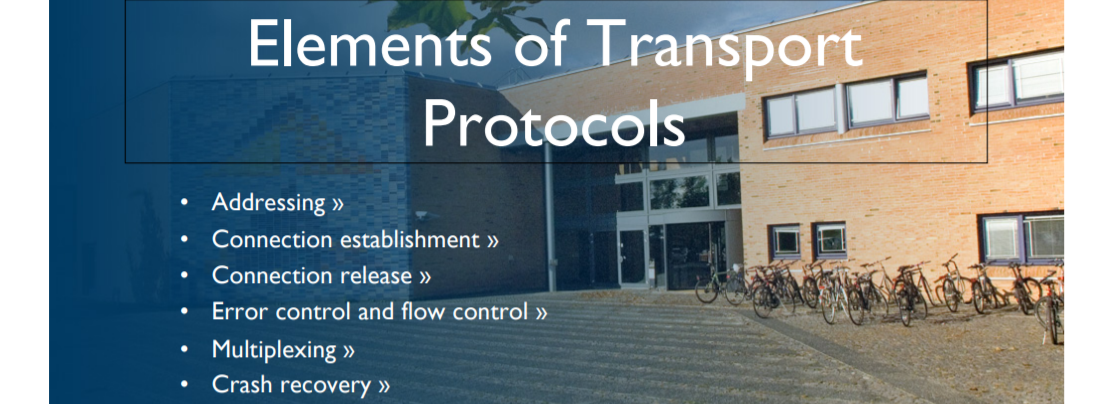 Elements of Transport
Protocols
• Addressing »
• Connection establishment »
• Connection release »
• Error control and flow control »
• Multiplexing »
• Crash recovery »